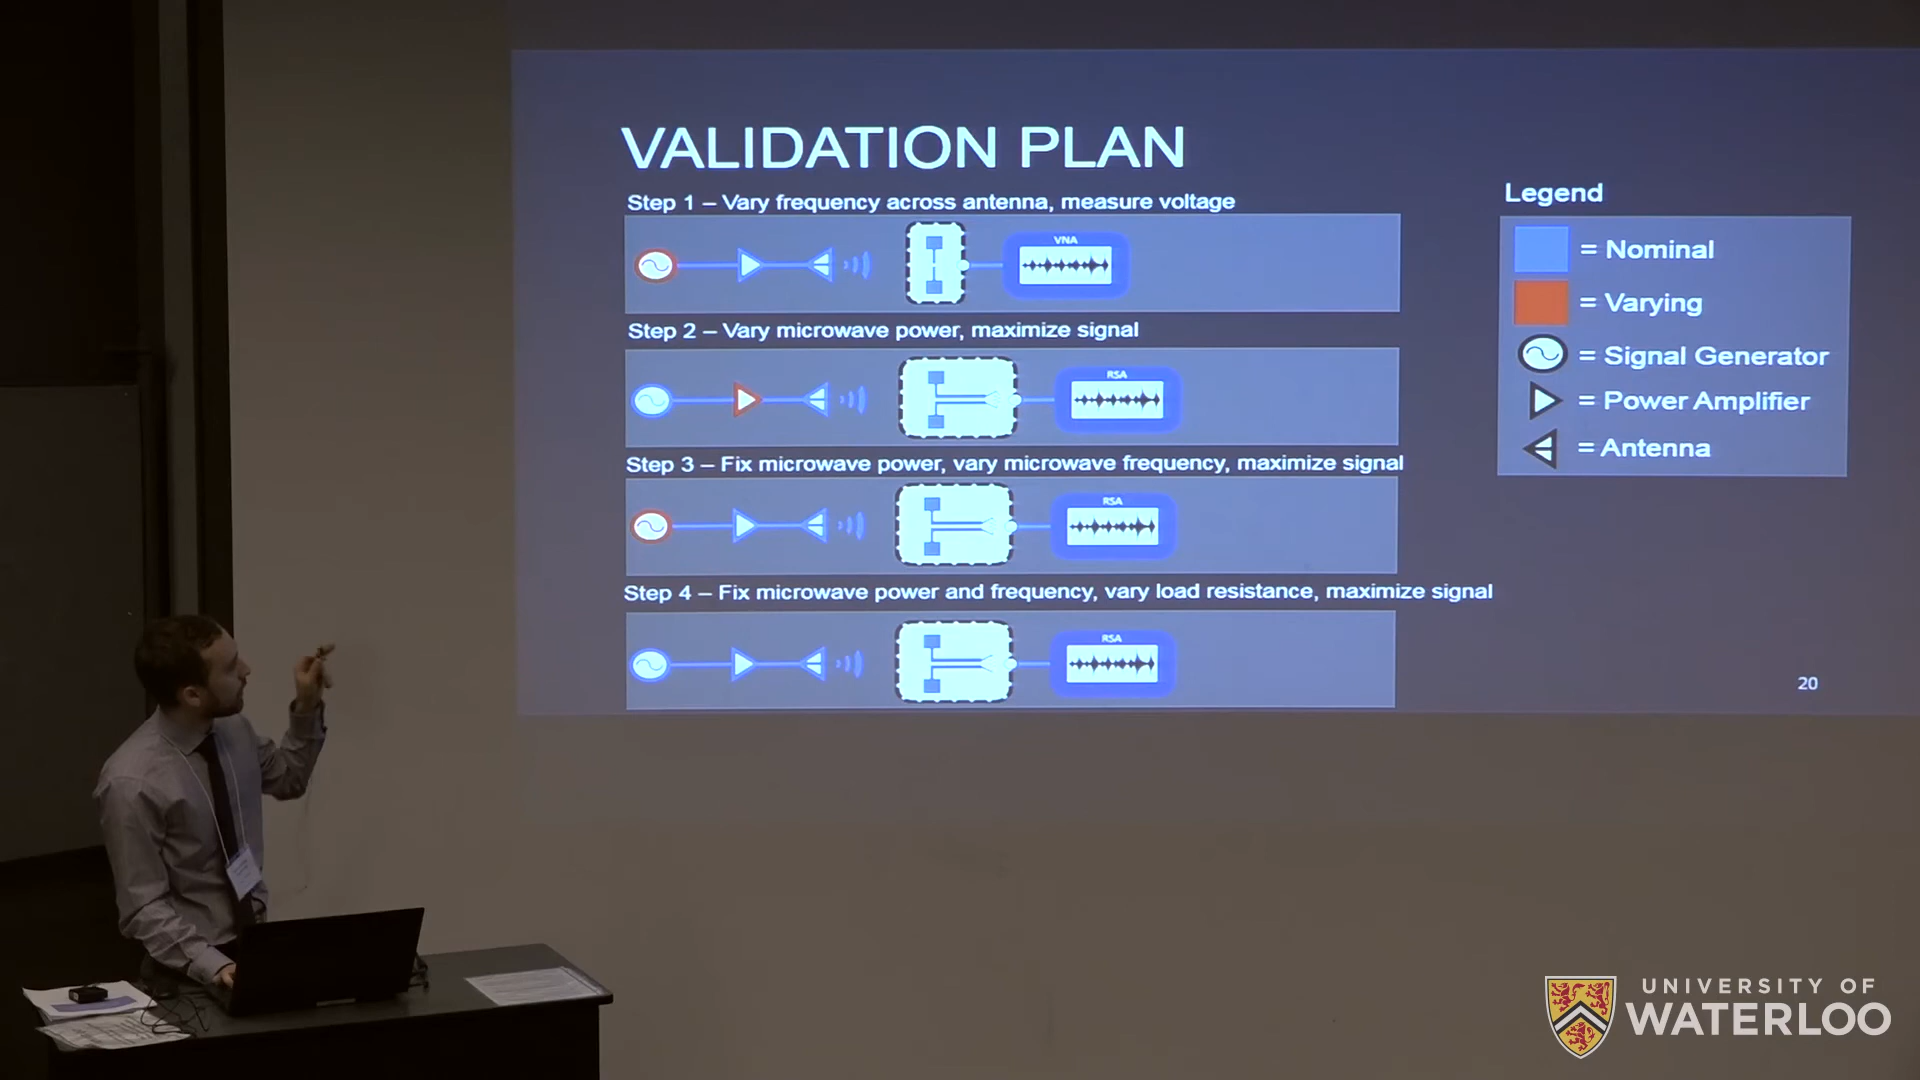 VALIDATION PLAN
Step 1 – Vary frequency across antenna, measure voltage
VNA
Step 2 – Vary microwave power, maximize signal
RSA
Step 3 – Fix microwave power, vary microwave frequency, maximize signal
RSA
Step 4 – Fix microwave power and frequency, vary load resistance, maximize signal
RSA
Legend
= Nominal
= Varying
= Signal Generator
= Power Amplifier
= Antenna
20
UNIVERSITY OF
WATERLOO